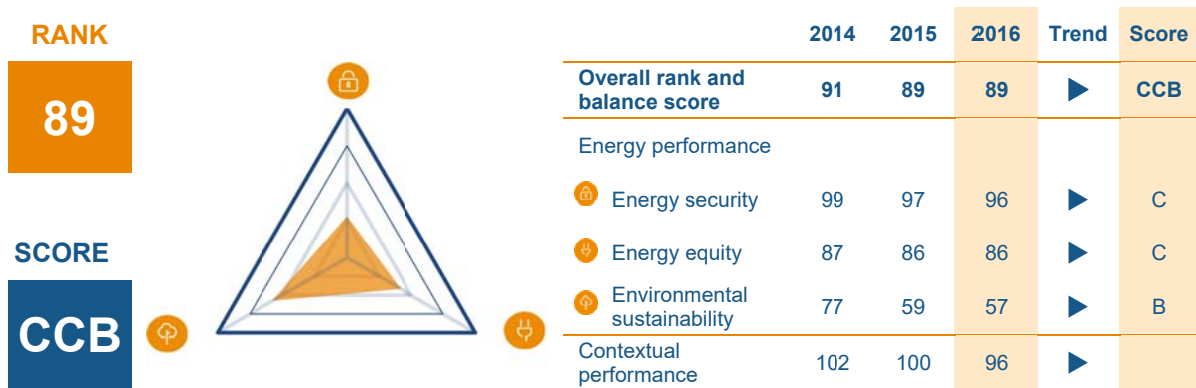 RANK
89
SCORE
CCB
2014 2015 2016 Trend Score
Overall rank and
balance score 91 89 89 CCB
Energy performance
Energy security 99 97 96 C
Energy equity 87 86 86 C
Environmental
sustainability 77 59 57 B
Contextual
performance 102 100 96